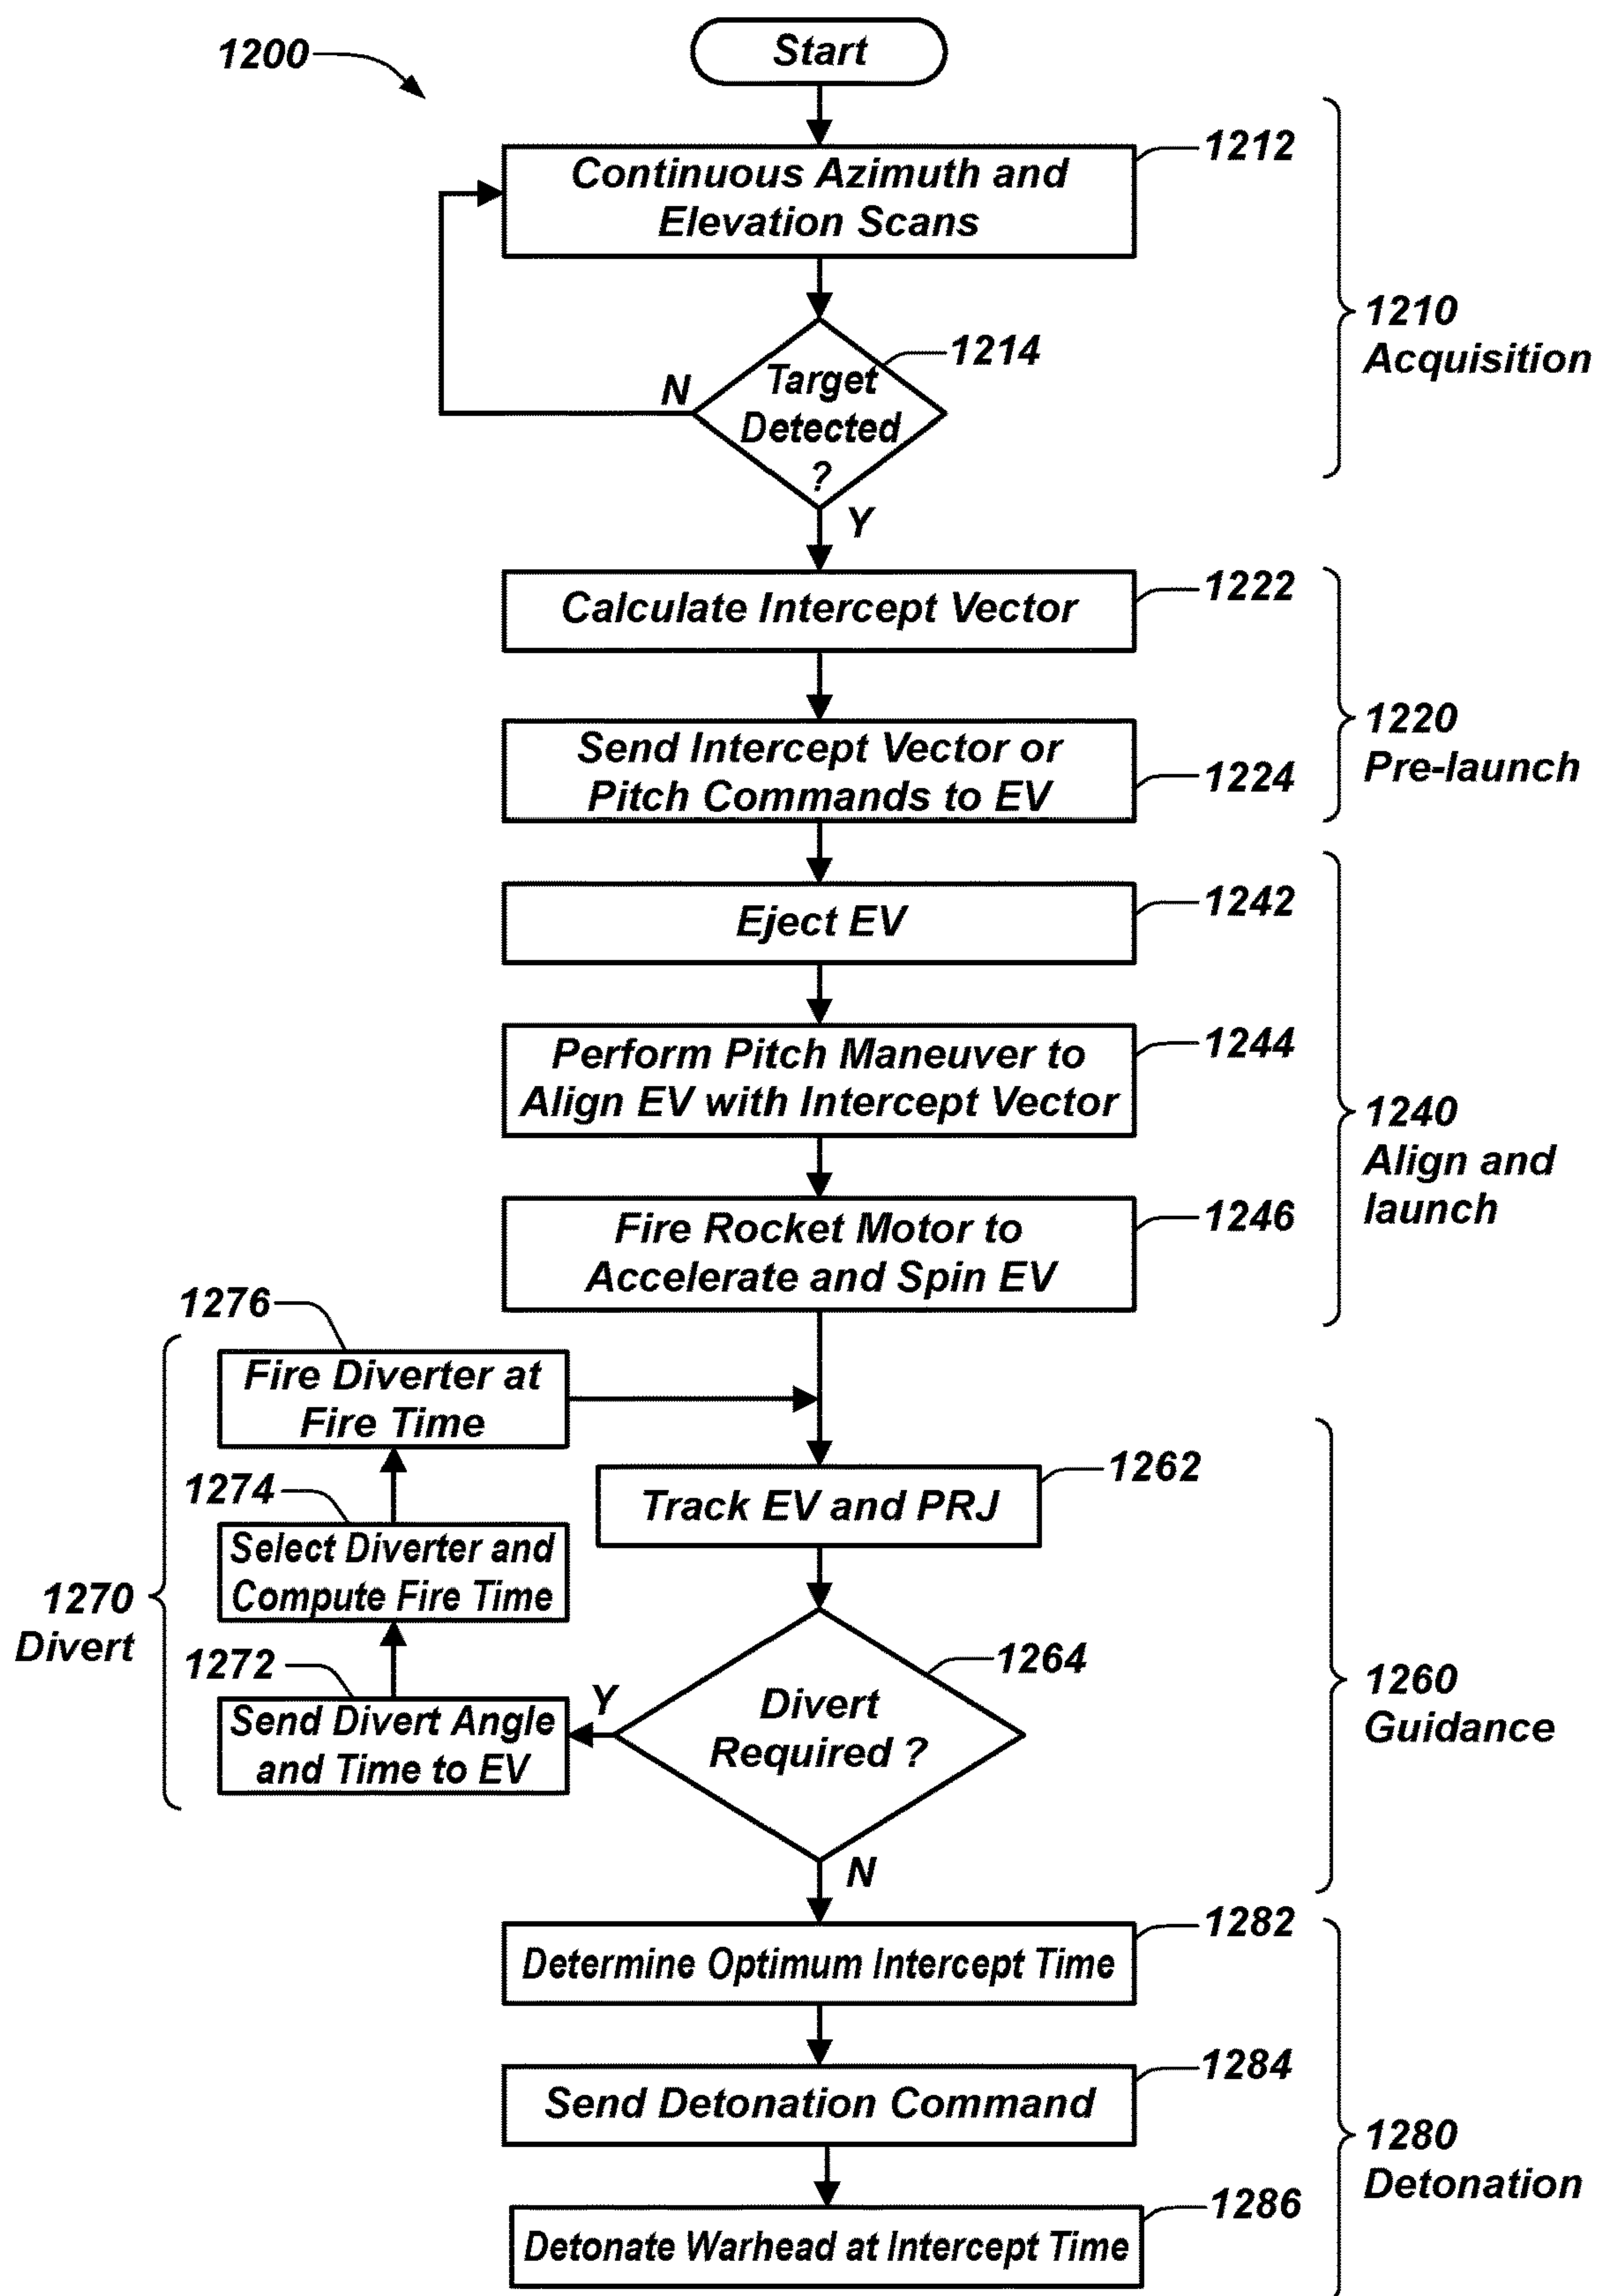 1200
Start
1212
Continuous Azimuth and
Elevation Scans
1214
Target
Detected
?
N
Y
1210
Acquisition
1222
Calculate Intercept Vector
1224
Send Intercept Vector or
Pitch Commands to EV
1220
Pre-launch
1242
Eject EV
1244
Perform Pitch Maneuver to
Align EV with Intercept Vector
1246
Fire Rocket Motor to
Accelerate and Spin EV
1240
Align and
launch
1276
Fire Diverter at
Fire Time
1274
Select Diverter and
Compute Fire Time
1272
Send Divert Angle
and Time to EV
1270
Divert
1262
Track EV and PRJ
1264
Divert
Required ?
Y
N
1260
Guidance
1282
Determine Optimum Intercept Time
1284
Send Detonation Command
1286
Detonate Warhead at Intercept Time
1280
Detonation